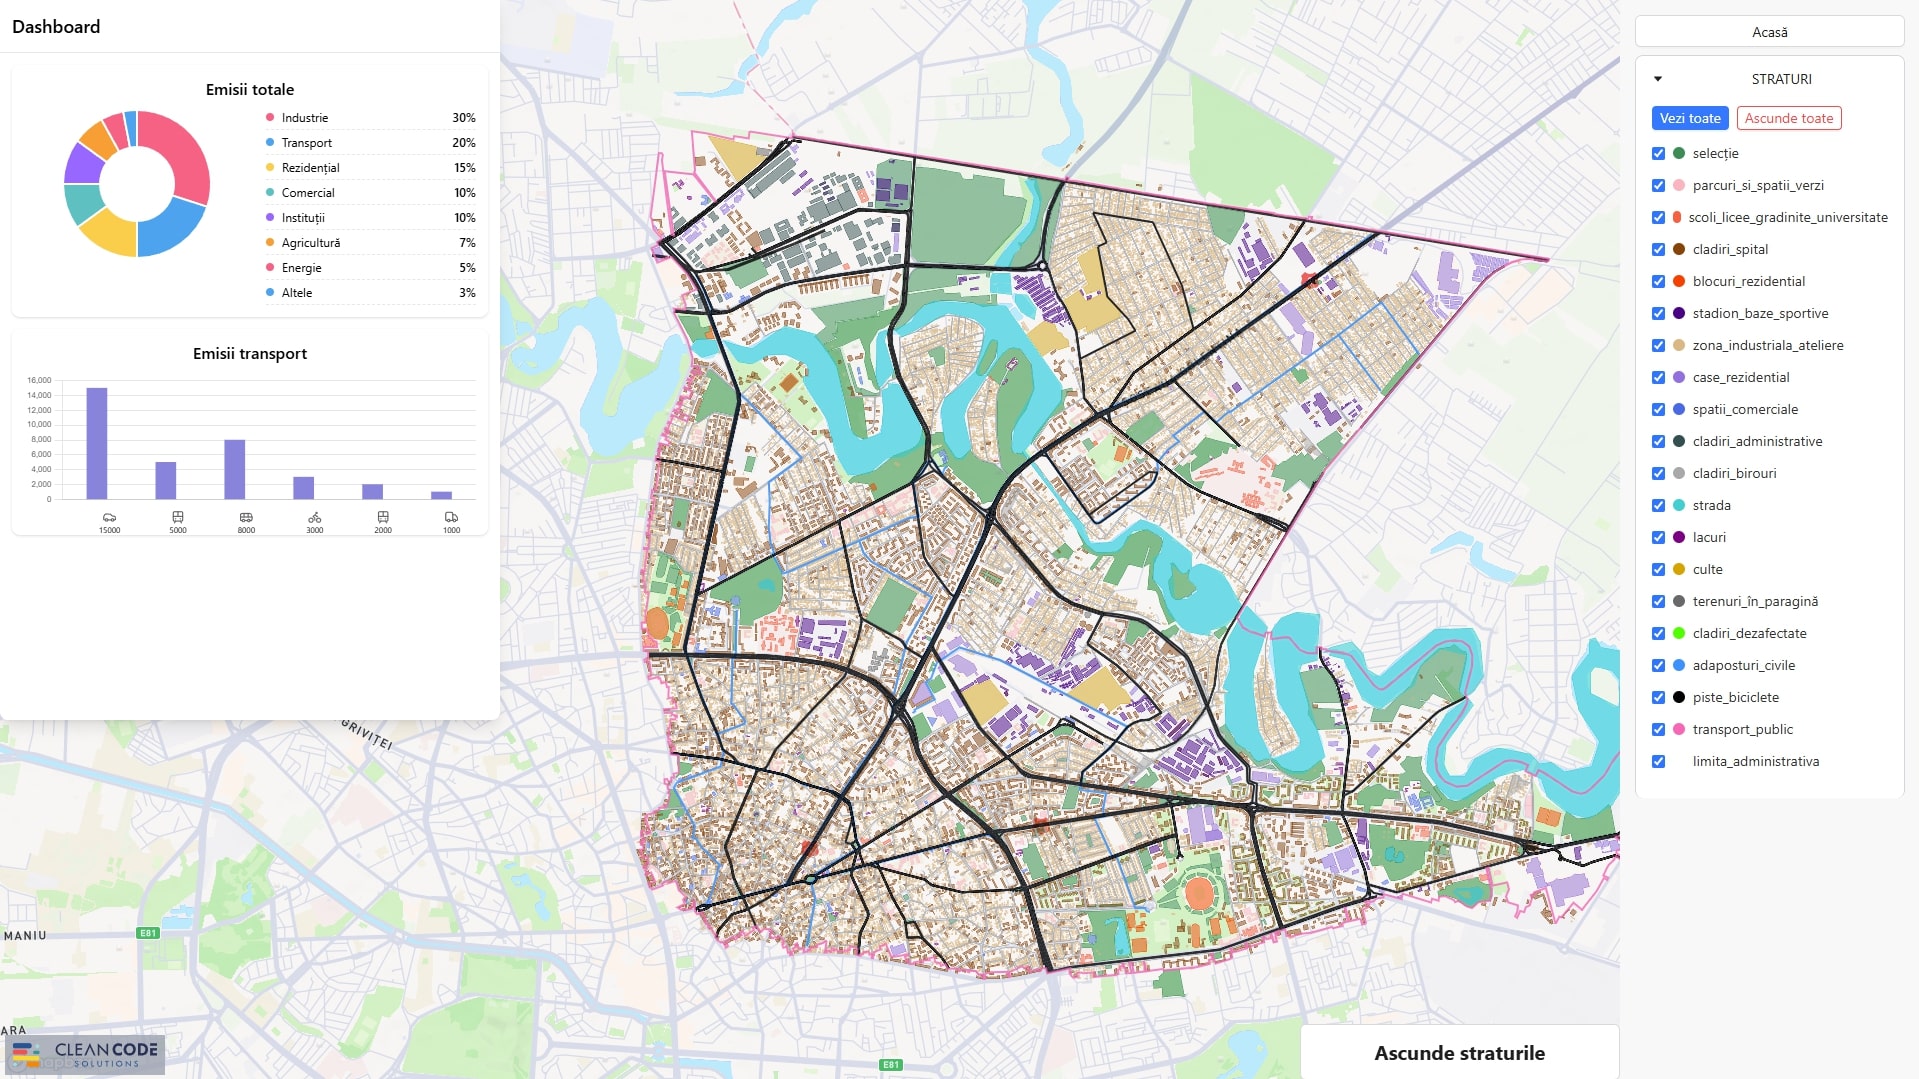 Dashboard
Emisii totale
Industrie 30%
Transport 20%
Rezidențial 15%
Comercial 10%
Instituții 10%
Agricultură 7%
Energie 5%
Altele 3%
Emisii transport
16,000
14,000
12,000
10,000
8,000
6,000
4,000
2,000
0
15000 5000 8000 3000 2000 1000
GRIVIȚEI
MANIU
E81
ARA
CLEANCODE
SOLUTIONS
E81
Acasă
STRATURI
Vezi toate Ascunde toate
selecție
parcuri_si_spatii_verzi
scoli_licee_gradinite_universitate
cladiri_spital
blocuri_rezidential
stadion_baze_sportive
zona_industriala_ateliere
case_rezidential
spatii_comerciale
cladiri_administrative
cladiri_birouri
strada
lacuri
culte
terenuri_în_paragină
cladiri_dezafectate
adaposturi_civile
piste_biciclete
transport_public
limita_administrativa
Ascunde straturile